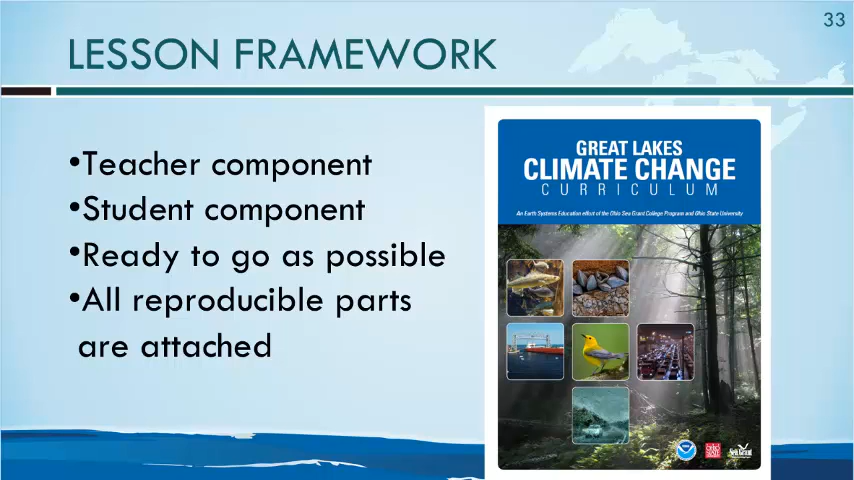 33
LESSON FRAMEWORK
•Teacher component
•Student component
•Ready to go as possible
•All reproducible parts
are attached
GREAT LAKES
CLIMATE CHANGE
CURRICULUM
An Earth Systems Education effort of the Ohio Sea Grant College Program and Ohio State University
Sea Grant